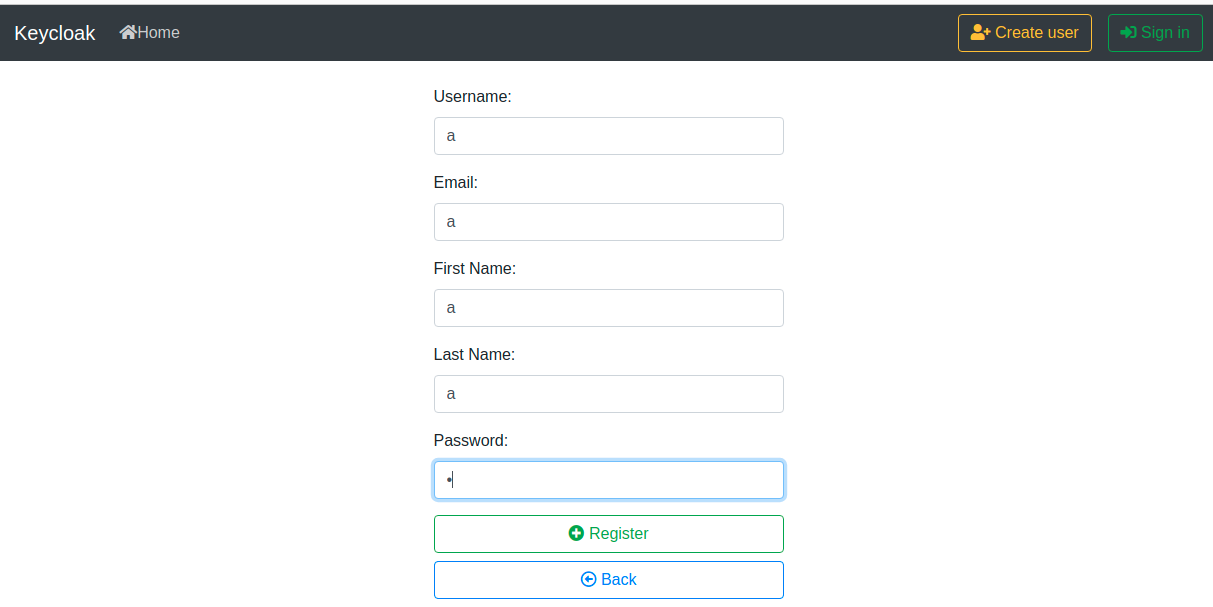 Keycloak Home Create user Sign in
Username:
a
Email:
a
First Name:
a
Last Name:
a
Password:
•
Register
Back